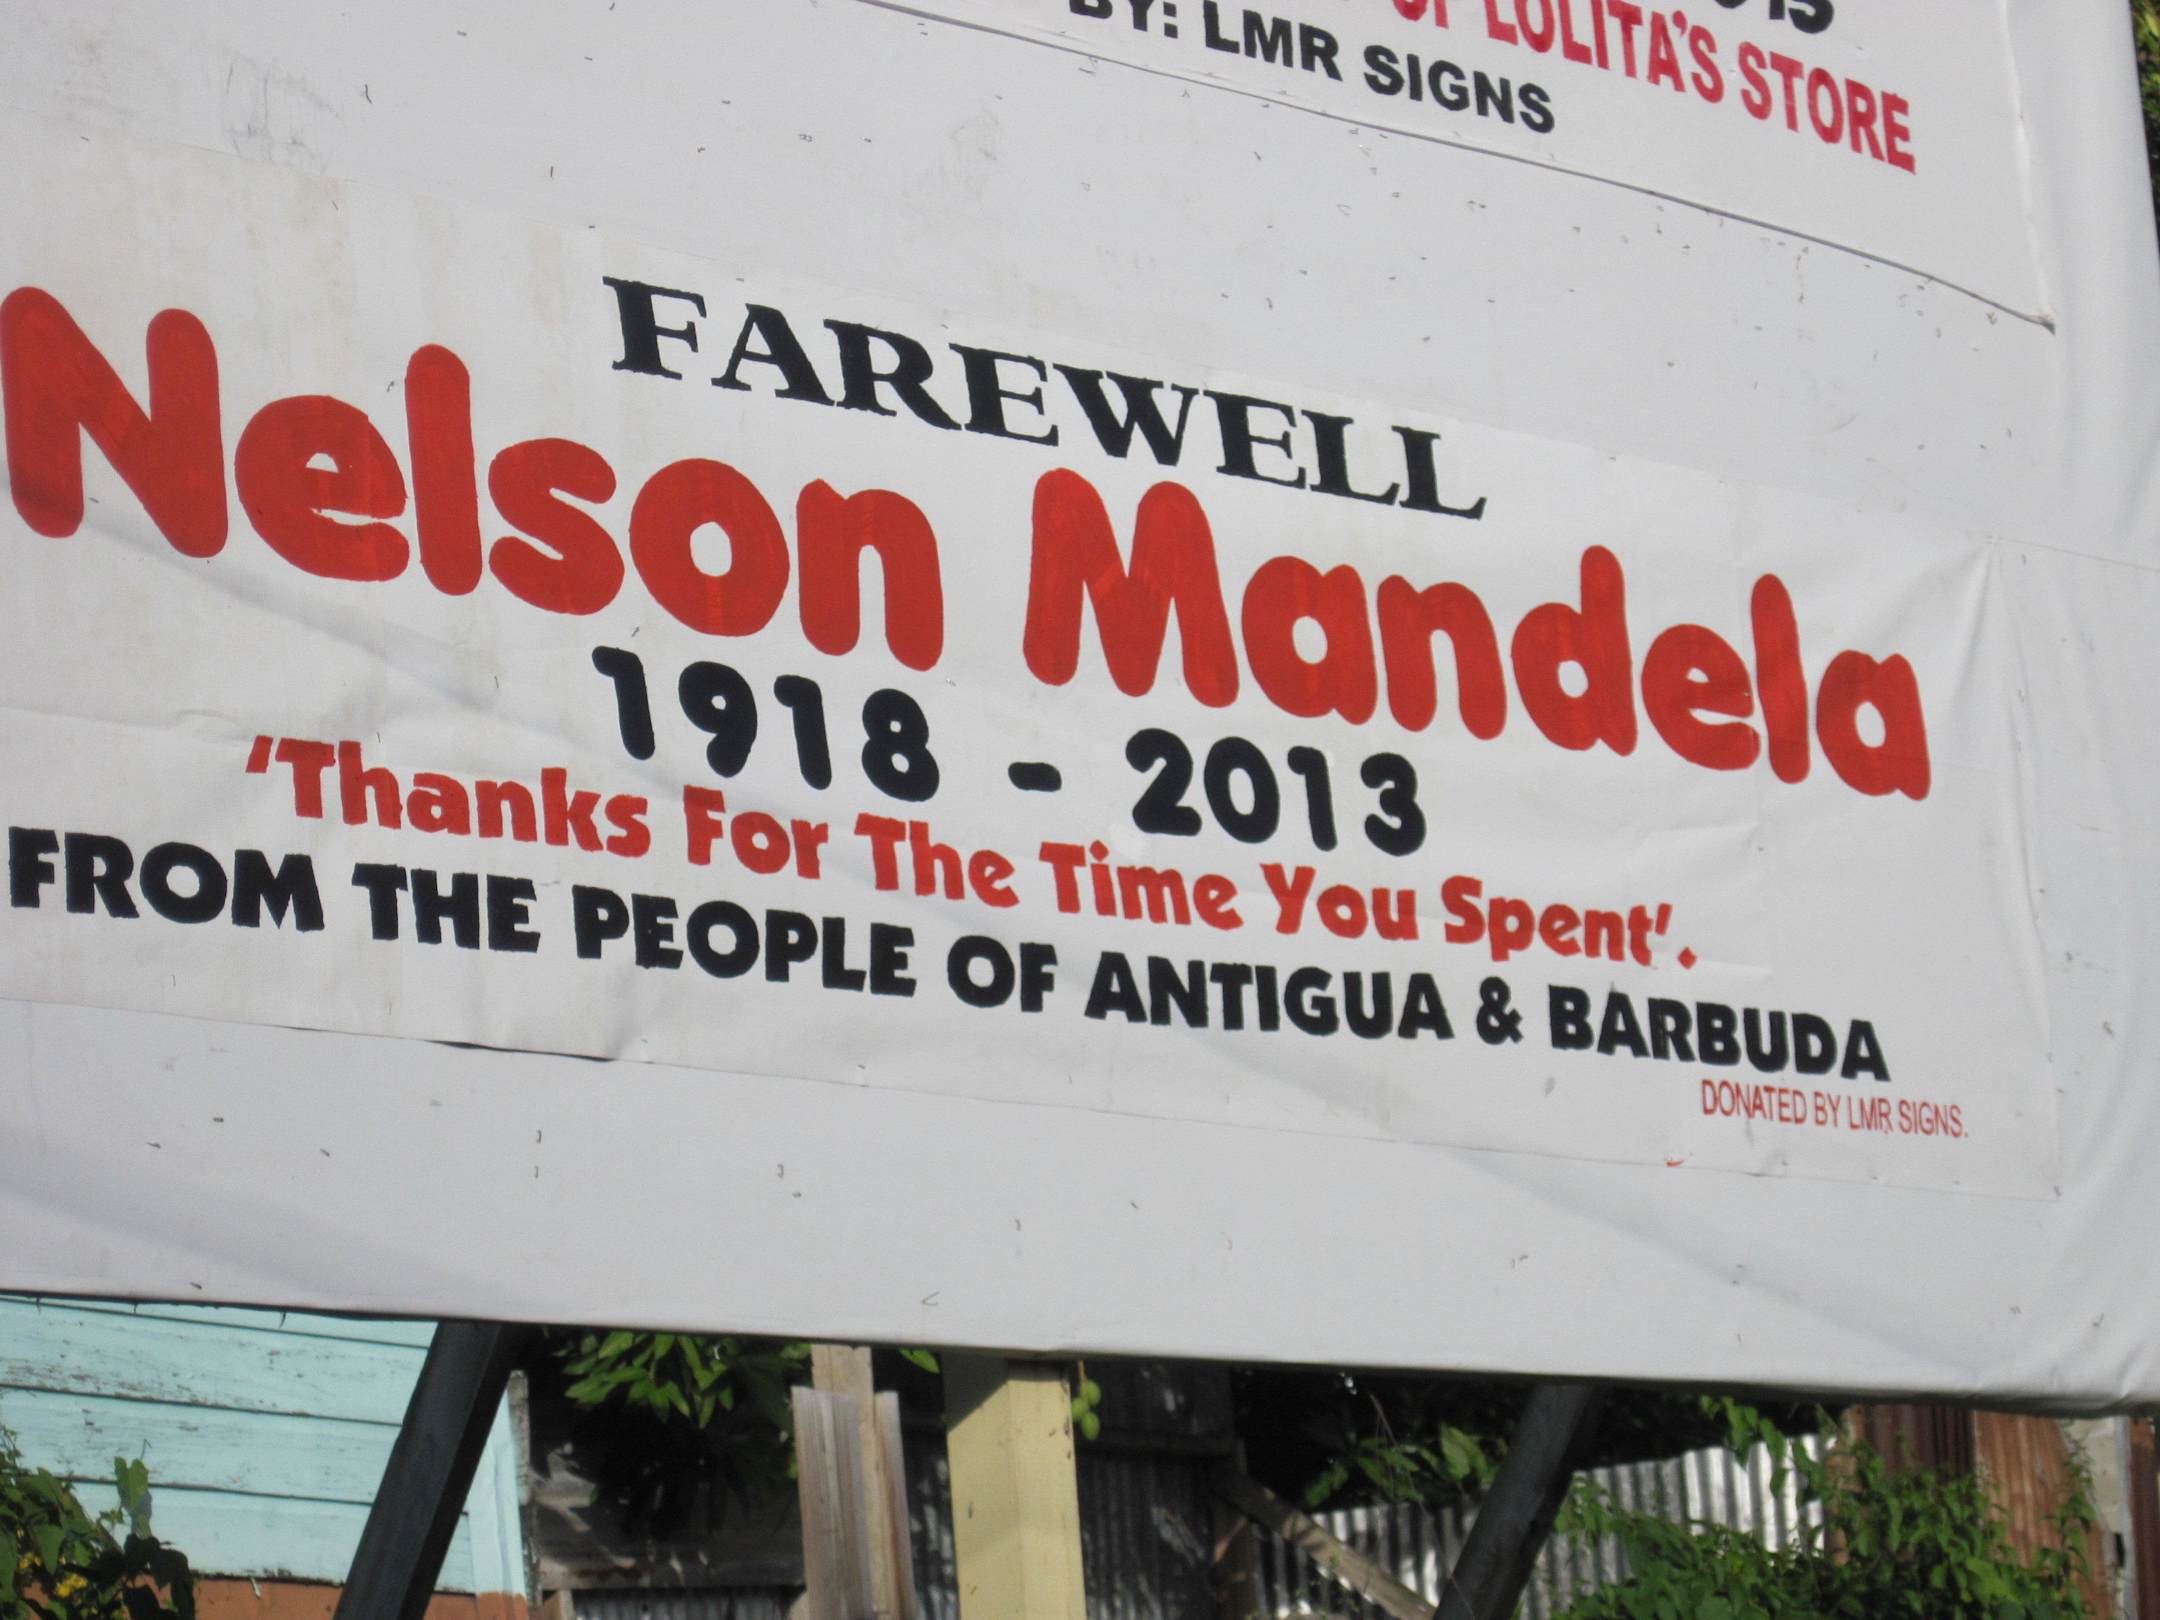 LOLITA'S STORE
BY: LMR SIGNS
FAREWELL
Nelson Mandela
1918 - 2013
'Thanks For The Time You Spent'.
FROM THE PEOPLE OF ANTIGUA & BARBUDA
DONATED BY LMR SIGNS.